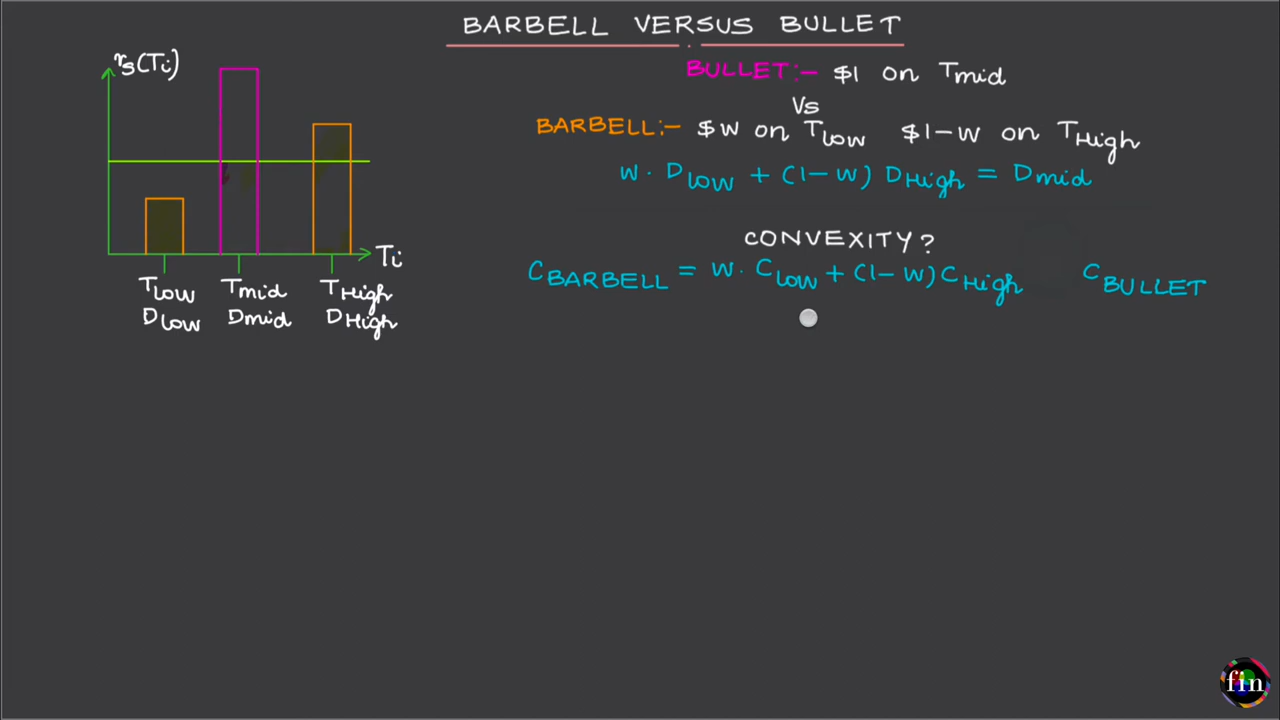 BARBELL VERSUS BULLET
rs(Ti)
BULLET:- $1 on Tmid
Vs
BARBELL:- $W on Tlow $1-W on THigh
W. Dlow + (1-W) DHigh = Dmid
Ti
CONVEXITY?
CBARBELL = W. Clow + (1-W) CHigh CBULLET
Tlow Tmid THigh
Dlow Dmid DHigh
fin